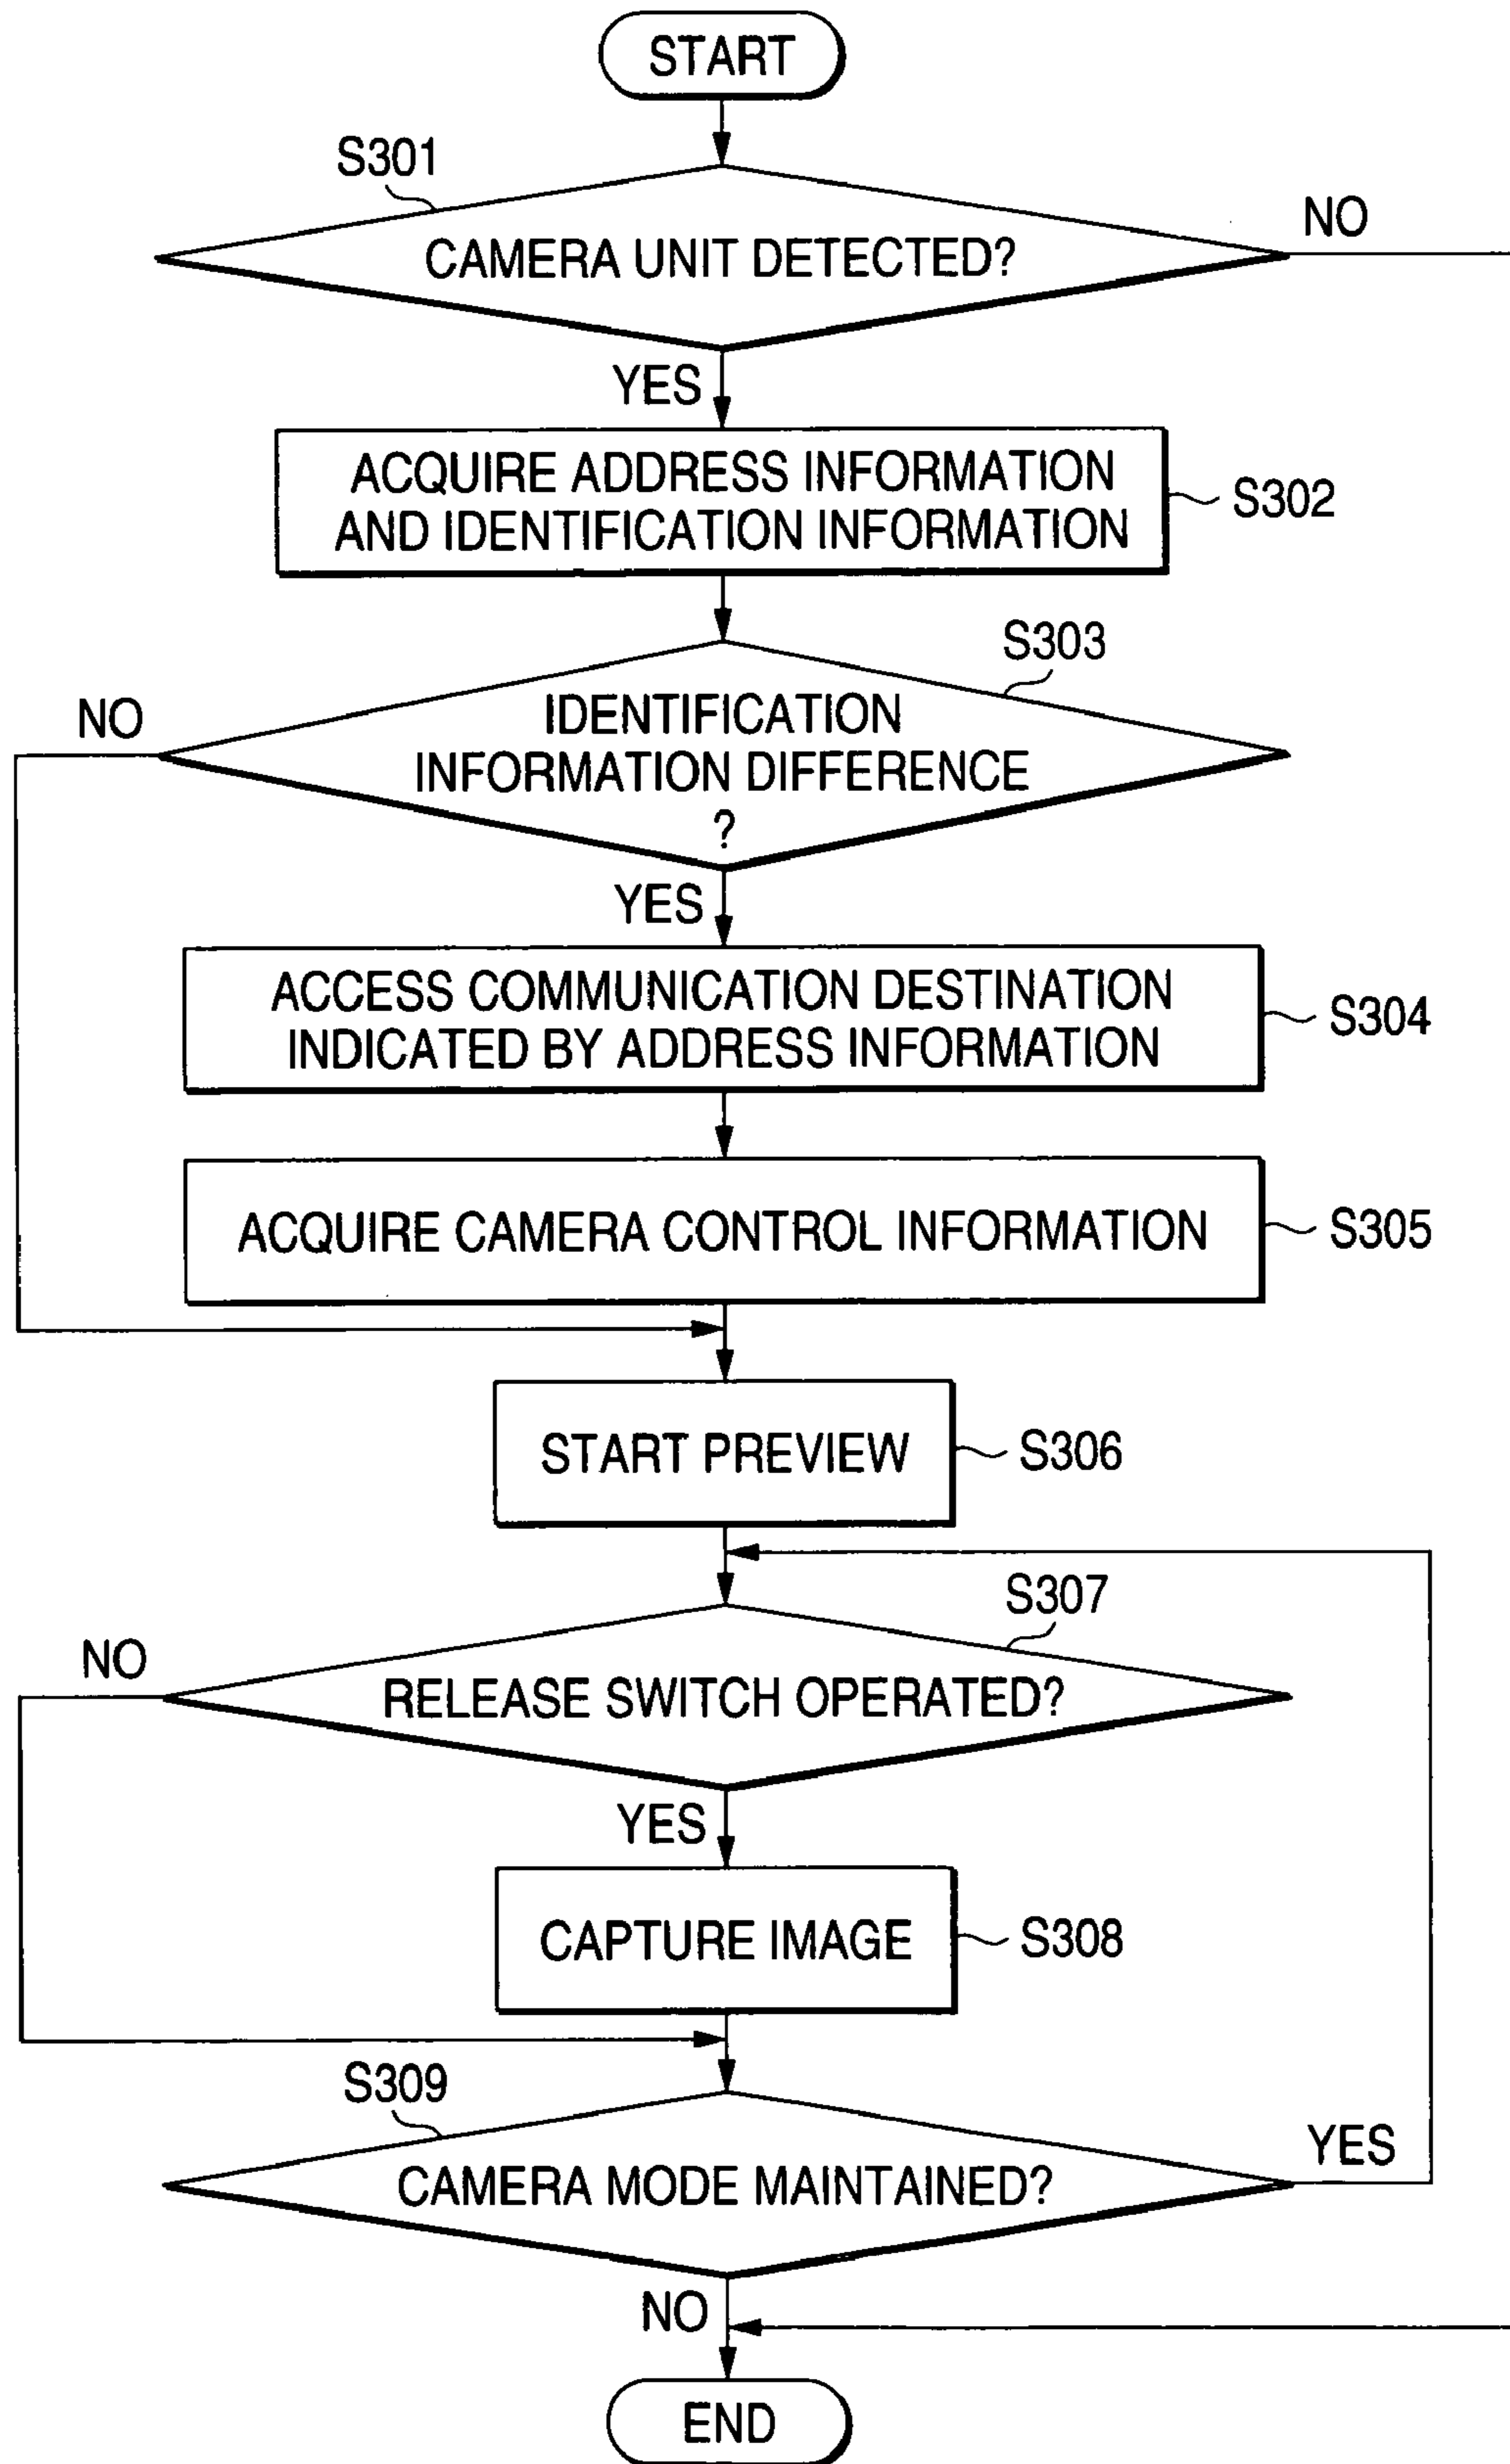 START
S301
CAMERA UNIT DETECTED?
NO
YES
ACQUIRE ADDRESS INFORMATION
AND IDENTIFICATION INFORMATION
S302
S303
NO
IDENTIFICATION
INFORMATION DIFFERENCE
?
YES
ACCESS COMMUNICATION DESTINATION
INDICATED BY ADDRESS INFORMATION
S304
ACQUIRE CAMERA CONTROL INFORMATION
S305
START PREVIEW
S306
S307
NO
RELEASE SWITCH OPERATED?
YES
CAPTURE IMAGE
S308
S309
CAMERA MODE MAINTAINED?
YES
NO
END